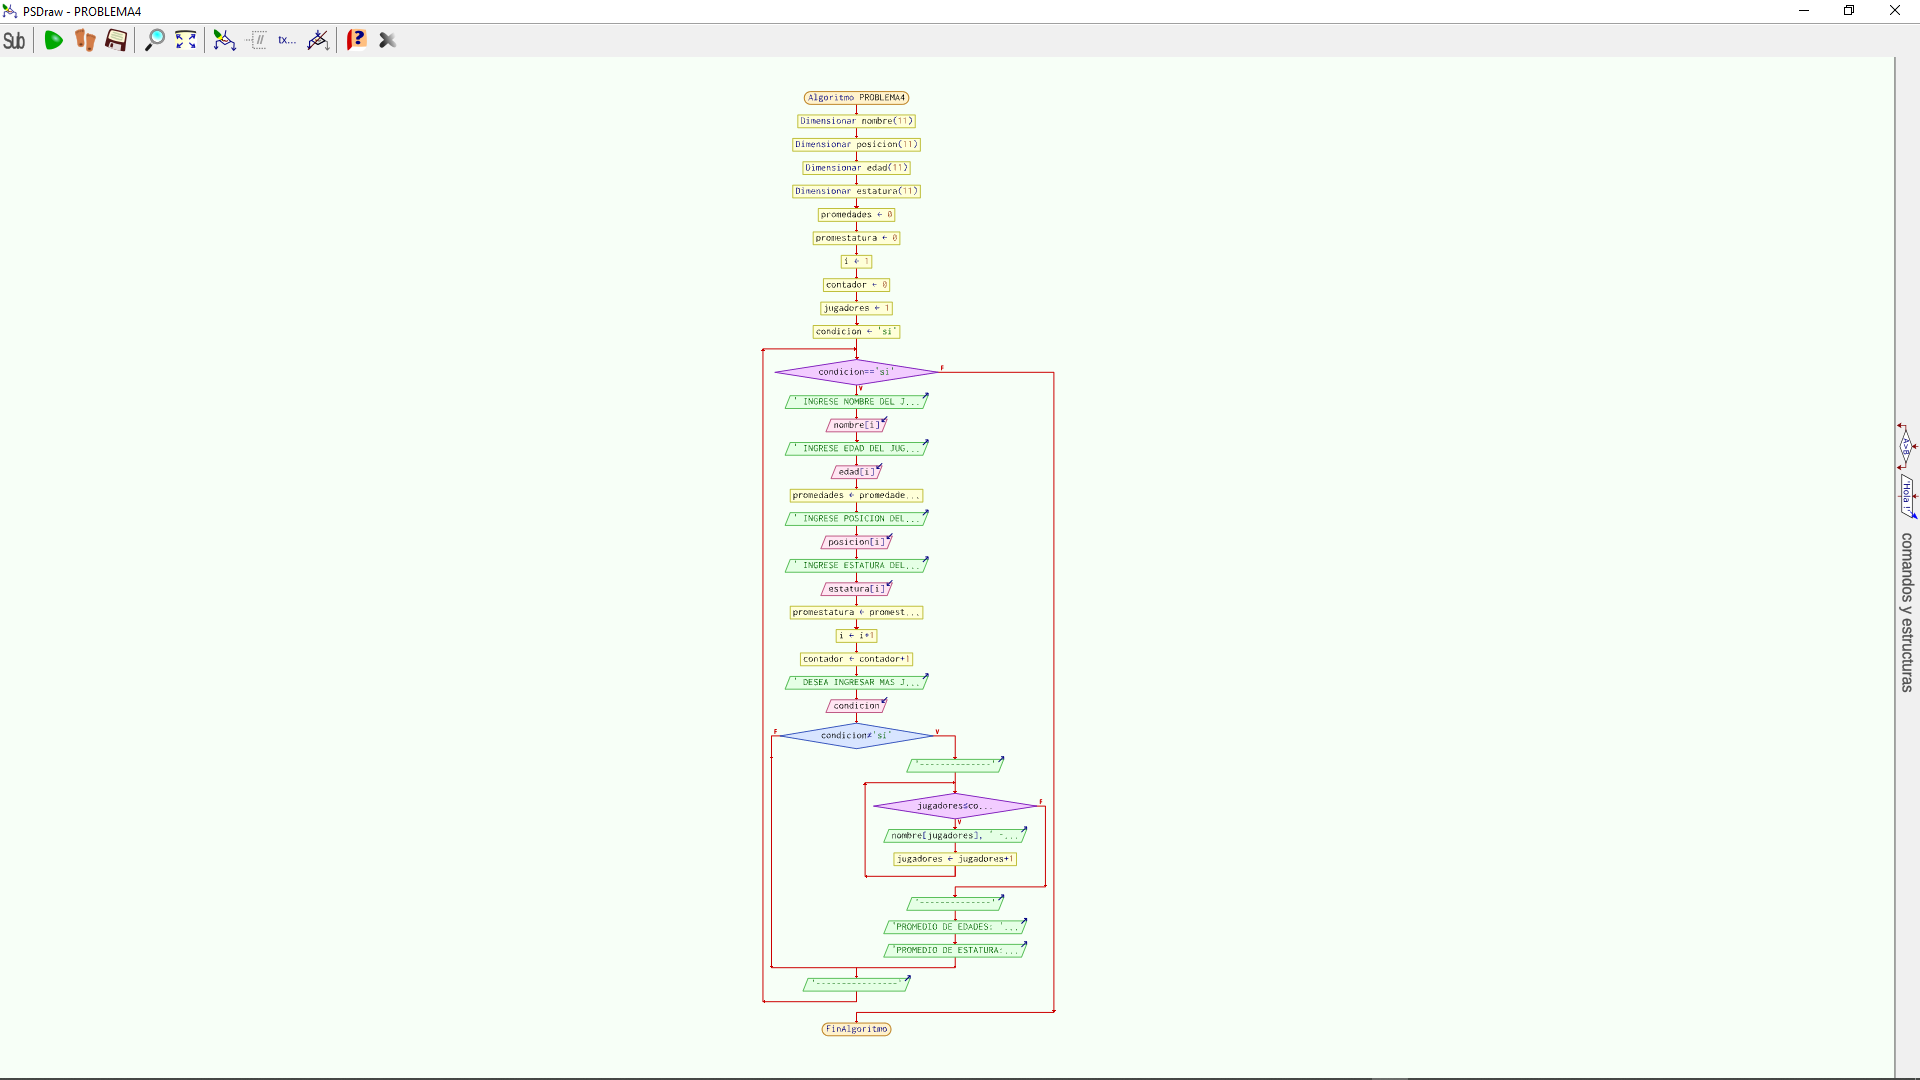 PSDraw - PROBLEMA4
Sub
tx...
Algoritmo PROBLEMA4
Dimensionar nombre(11)
Dimensionar posicion(11)
Dimensionar edad(11)
Dimensionar estatura(11)
promedades ← 0
promestatura ← 0
i ← 1
contador ← 0
jugadores ← 1
condicion ← 'si'
condicion=='si'
F
V
' INGRESE NOMBRE DEL J...
nombre[i]
' INGRESE EDAD DEL JUG...
edad[i]
promedades ← promedade...
' INGRESE POSICION DEL...
posicion[i]
' INGRESE ESTATURA DEL...
estatura[i]
promestatura ← promest...
i ← i+1
contador ← contador+1
' DESEA INGRESAR MAS J...
condicion
F
condicion≠'si'
V
'--------------'
jugadores≤co...
F
V
nombre[jugadores], ' -...
jugadores ← jugadores+1
'--------------'
'PROMEDIO DE EDADES: '...
'PROMEDIO DE ESTATURA:...
'----------------'
FinAlgoritmo
A>B
'Hola !'
comandos y estructuras